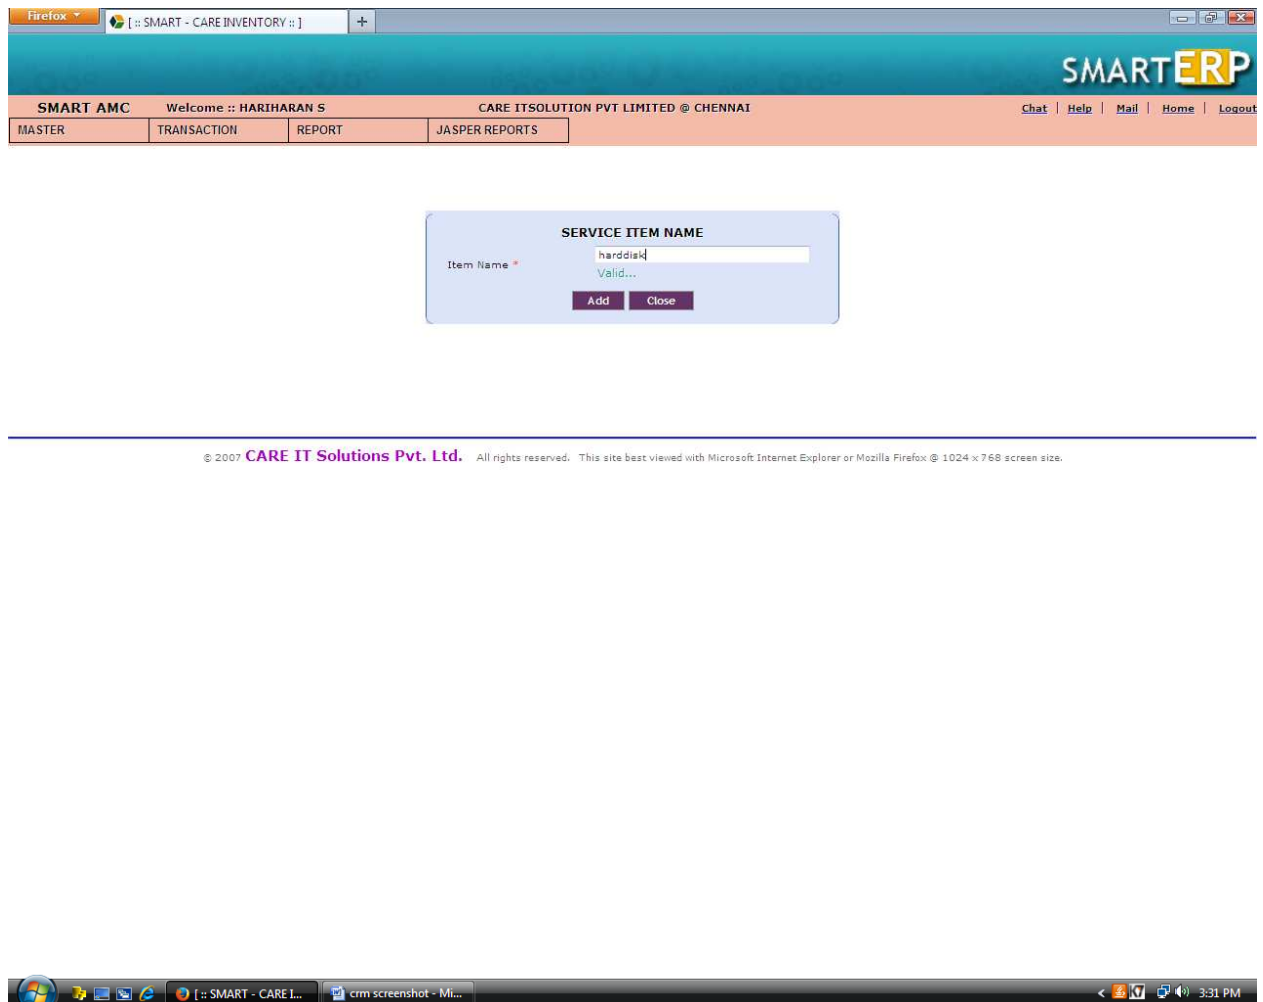 Firefox
[ :: SMART - CARE INVENTORY :: ] +
SMARTERP
SMART AMC Welcome :: HARIHARAN S CARE ITSOLUTION PVT LIMITED @ CHENNAI Chat | Help | Mail | Home | Logout
MASTER TRANSACTION REPORT JASPER REPORTS
SERVICE ITEM NAME
Item Name * harddisk
Valid...
Add Close
© 2007 CARE IT Solutions Pvt. Ltd. All rights reserved. This site best viewed with Microsoft Internet Explorer or Mozilla Firefox @ 1024 x 768 screen size.
[ :: SMART - CARE I... crm screenshot - Mi... < 3:31 PM